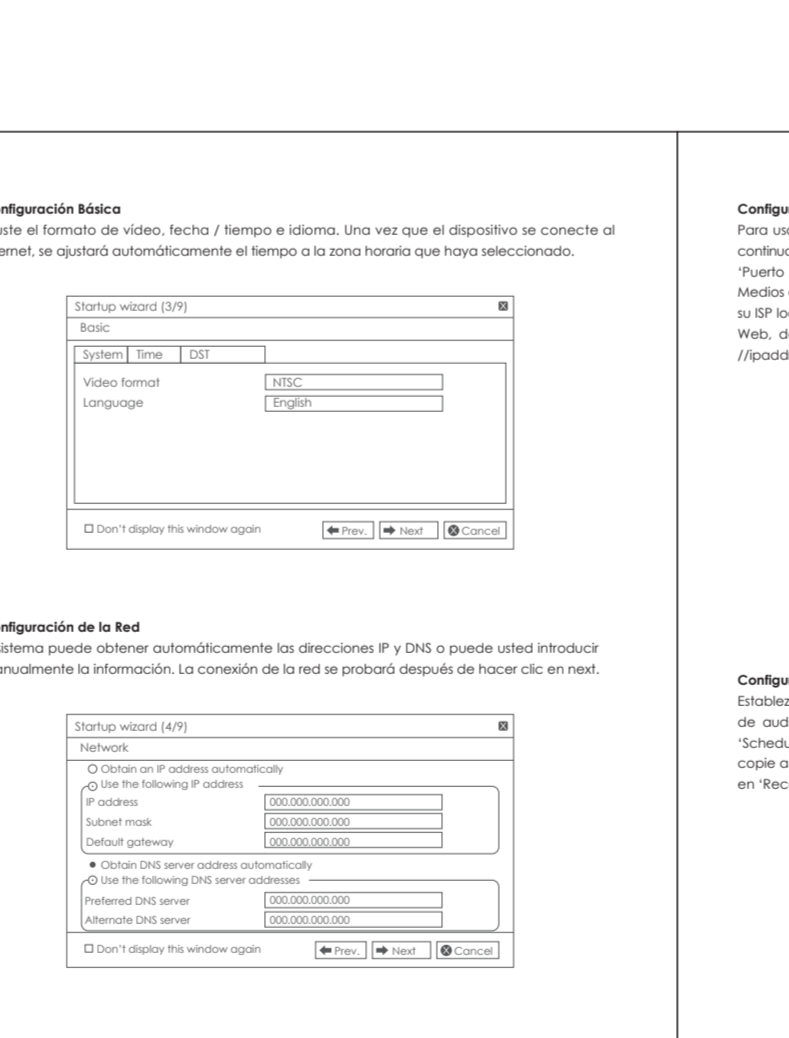 nfiguración Básica
uste el formato de vídeo, fecha / tiempo e idioma. Una vez que el dispositivo se conecte al
ernet, se ajustará automáticamente el tiempo a la zona horaria que haya seleccionado.
Startup wizard (3/9)
Basic
System Time DST
Video format NTSC
Language English
Don't display this window again Prev. Next Cancel
nfiguración de la Red
sistema puede obtener automáticamente las direcciones IP y DNS o puede usted introducir
anualmente la información. La conexión de la red se probará después de hacer clic en next.
Startup wizard (4/9)
Network
Obtain an IP address automatically
Use the following IP address
IP address 000.000.000.000
Subnet mask 000.000.000.000
Default gateway 000.000.000.000
Obtain DNS server address automatically
Use the following DNS server addresses
Preferred DNS server 000.000.000.000
Alternate DNS server 000.000.000.000
Don't display this window again Prev. Next Cancel
Configu
Para usa
continua
'Puerto
Medios
su ISP lo
Web, d
//ipadd
Configu
Establez
de aud
'Schedu
copie a
en 'Rec